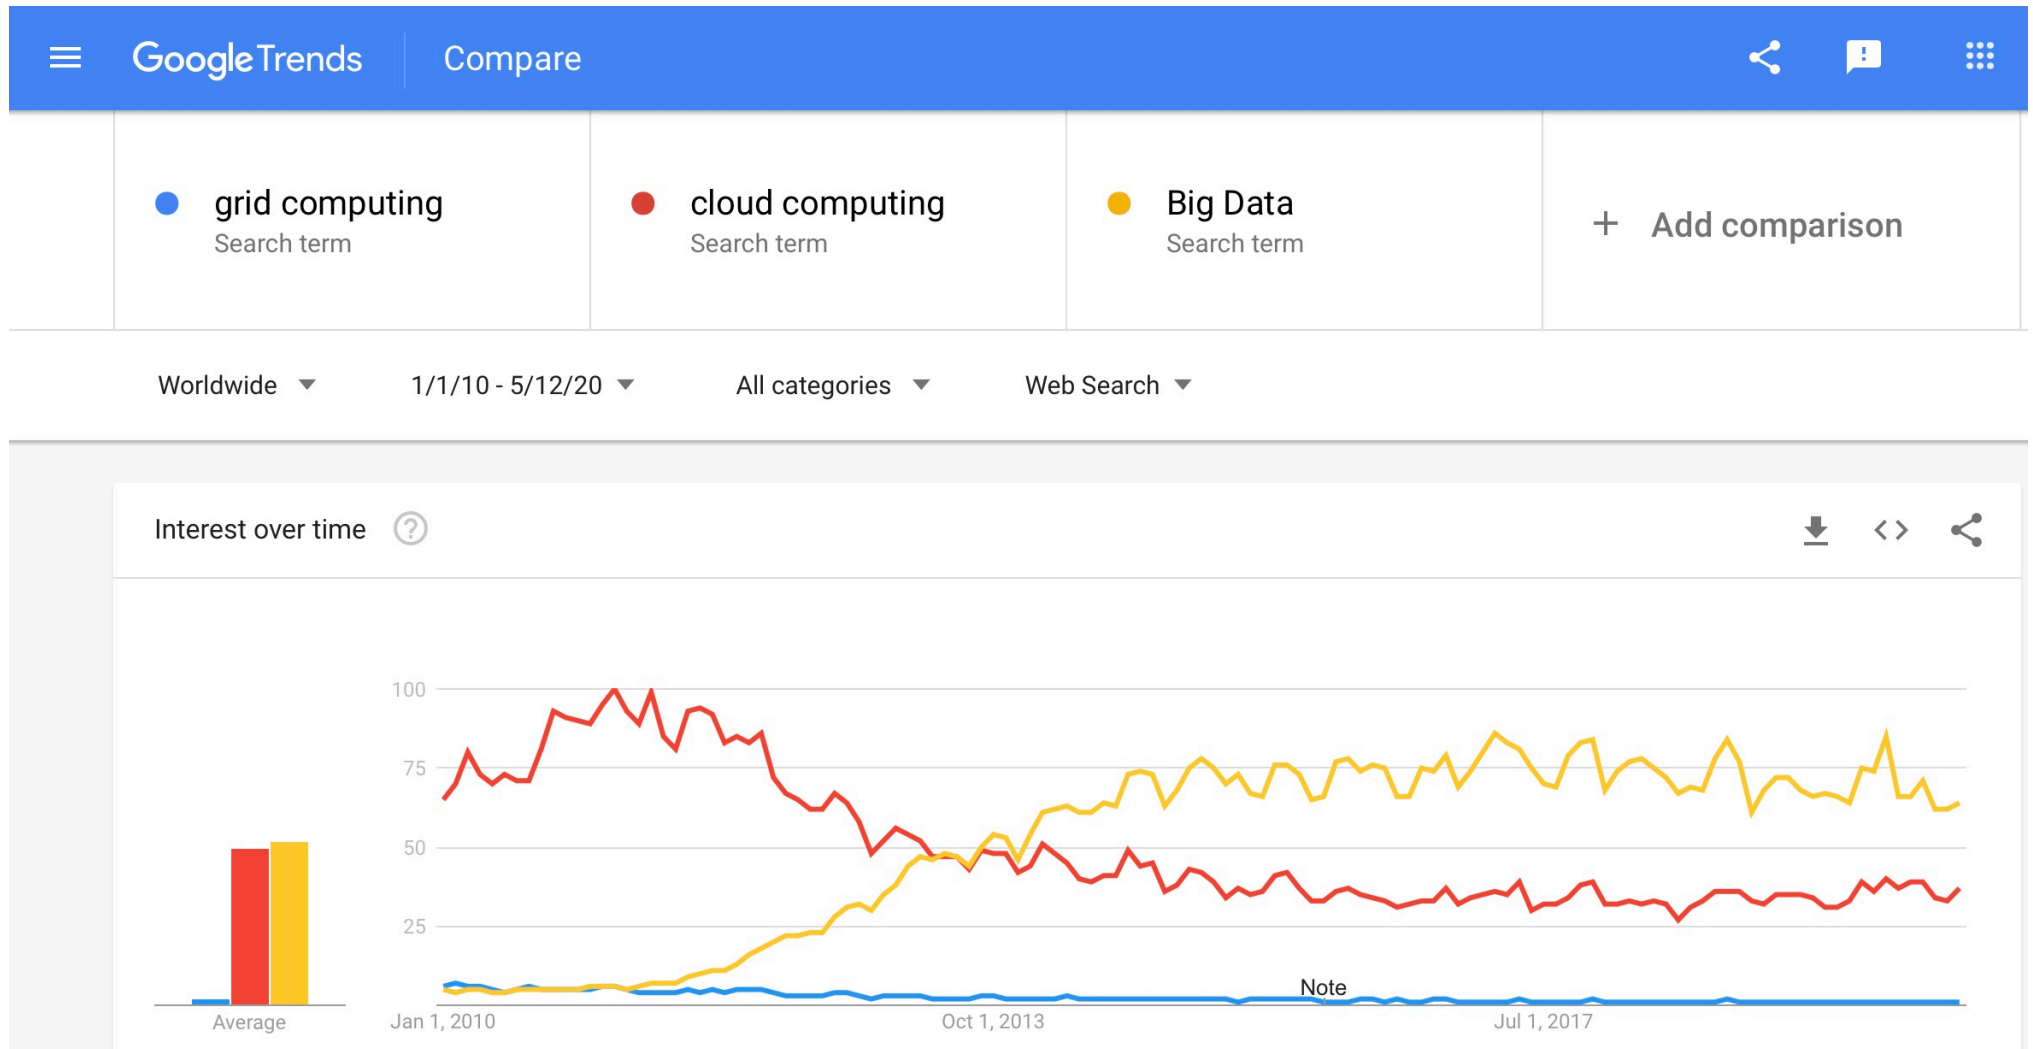 GoogleTrends Compare
grid computing
Search term
cloud computing
Search term
Big Data
Search term
+ Add comparison
Worldwide
1/1/10 - 5/12/20
All categories
Web Search
Interest over time ?
100
75
50
25
Note
Average
Jan 1, 2010
Oct 1, 2013
Jul 1, 2017